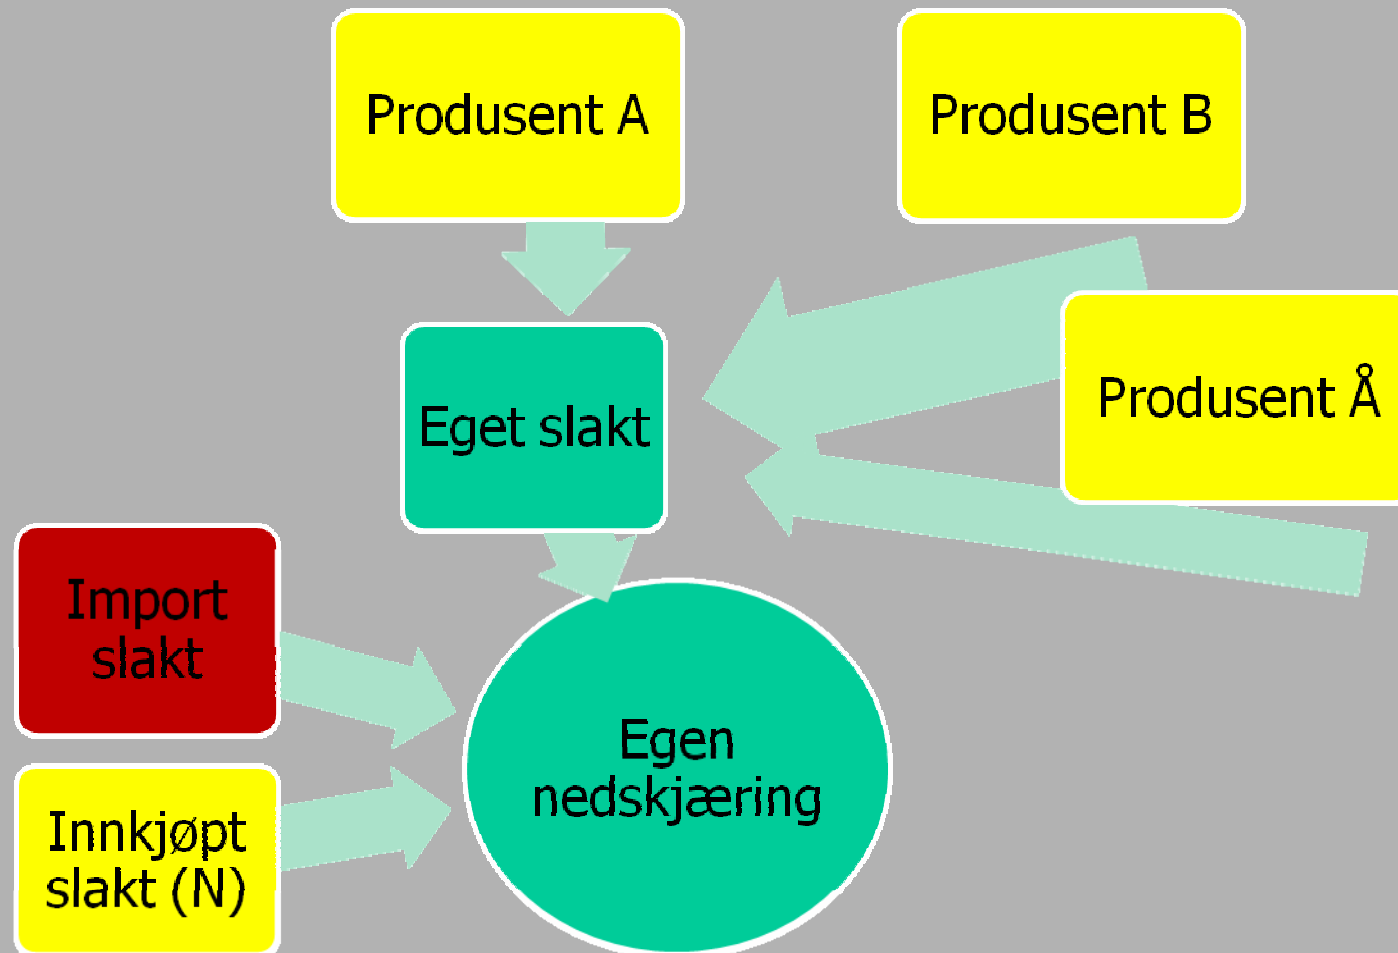 Produsent A
Produsent B
Produsent Å
Eget slakt
Import
slakt
Egen
nedskjæring
Innkjøpt
slakt (N)